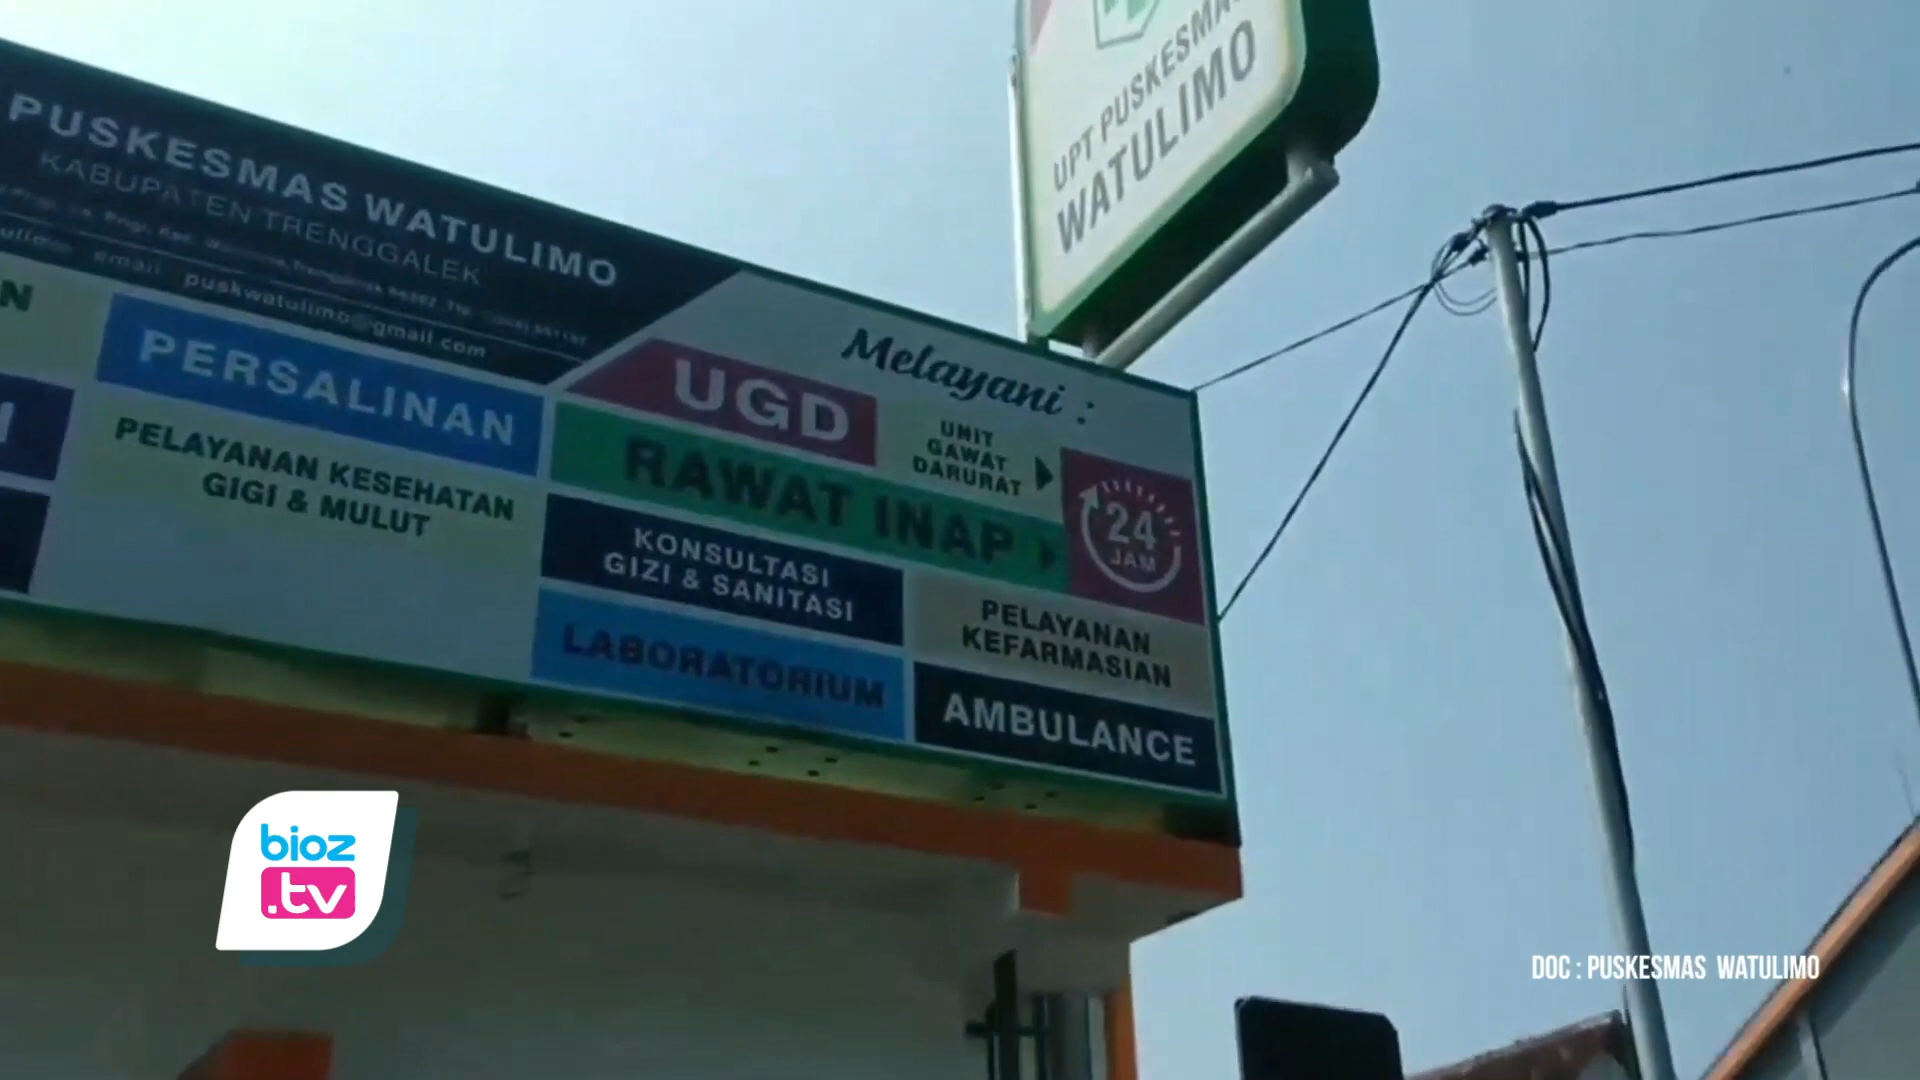 UPT PUSKESMAS
WATULIMO
PUSKESMAS WATULIMO
KABUPATEN TRENGGALEK
email : puskwatulimo@gmail.com
Melayani :
UGD
UNIT
GAWAT
DARURAT
RAWAT INAP
24
JAM
PERSALINAN
PELAYANAN KESEHATAN
GIGI & MULUT
KONSULTASI
GIZI & SANITASI
LABORATORIUM
PELAYANAN
KEFARMASIAN
AMBULANCE
bioz
.tv
DOC : PUSKESMAS WATULIMO